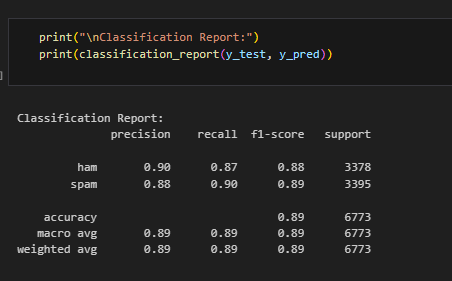 print("\nClassification Report:")
print(classification_report(y_test, y_pred))
Classification Report:
precision recall f1-score support
ham 0.90 0.87 0.88 3378
spam 0.88 0.90 0.89 3395
accuracy 0.89 6773
macro avg 0.89 0.89 0.89 6773
weighted avg 0.89 0.89 0.89 6773